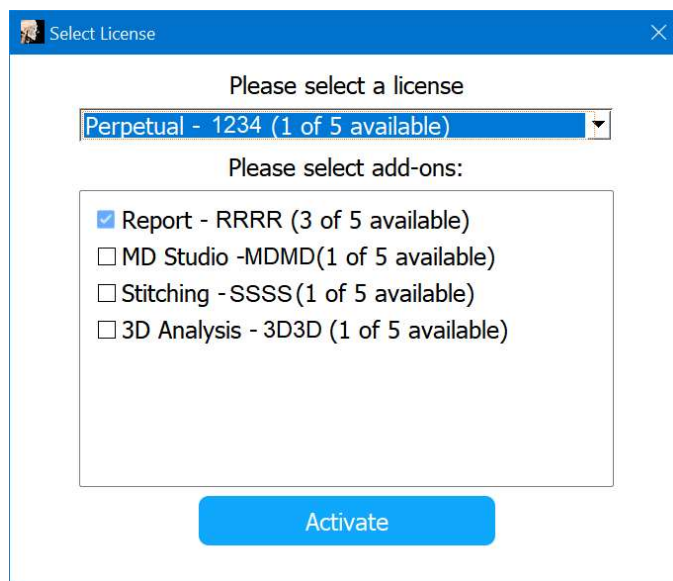 Select License
Please select a license
Perpetual - 1234 (1 of 5 available)
Please select add-ons:
Report - RRRR (3 of 5 available)
MD Studio -MDMD(1 of 5 available)
Stitching -SSSS(1 of 5 available)
3D Analysis - 3D3D (1 of 5 available)
Activate